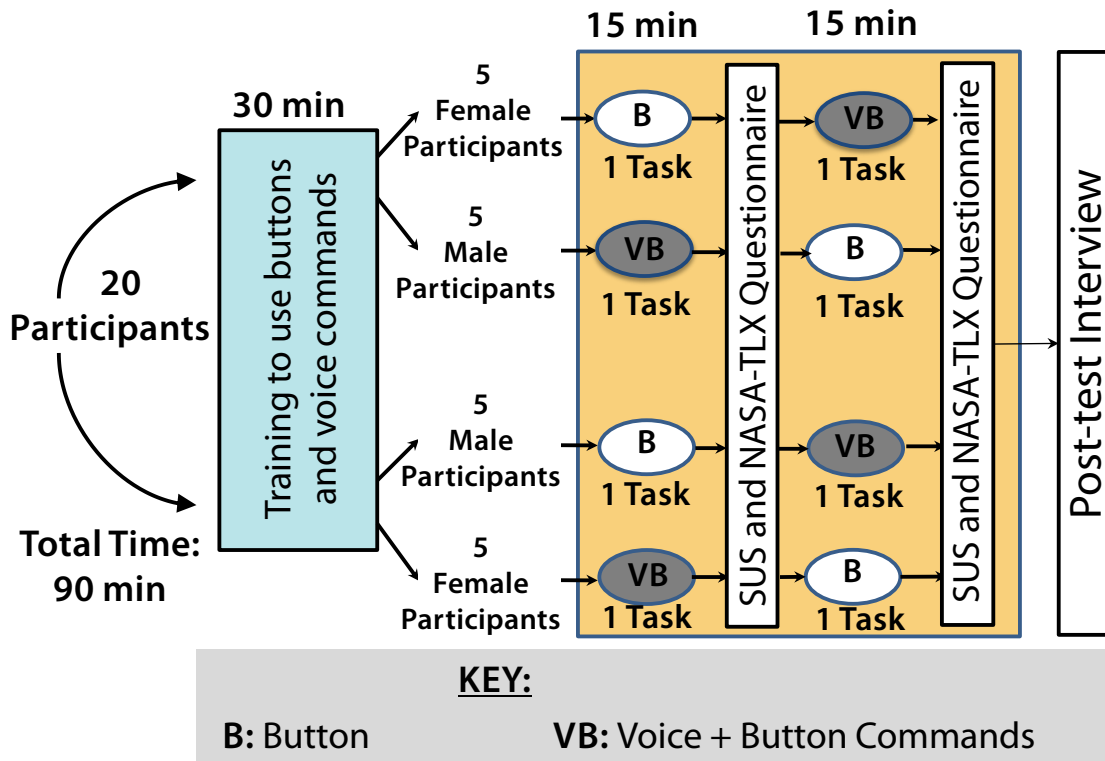 15 min
15 min
30 min
20
Participants
Total Time:
90 min
Training to use buttons
and voice commands
5
Female
Participants
B
1 Task
VB
1 Task
5
Male
Participants
VB
1 Task
B
1 Task
5
Male
Participants
B
1 Task
VB
1 Task
5
Female
Participants
VB
1 Task
B
1 Task
SUS and NASA-TLX Questionnaire
SUS and NASA-TLX Questionnaire
Post-test Interview
KEY:
B: Button
VB: Voice + Button Commands